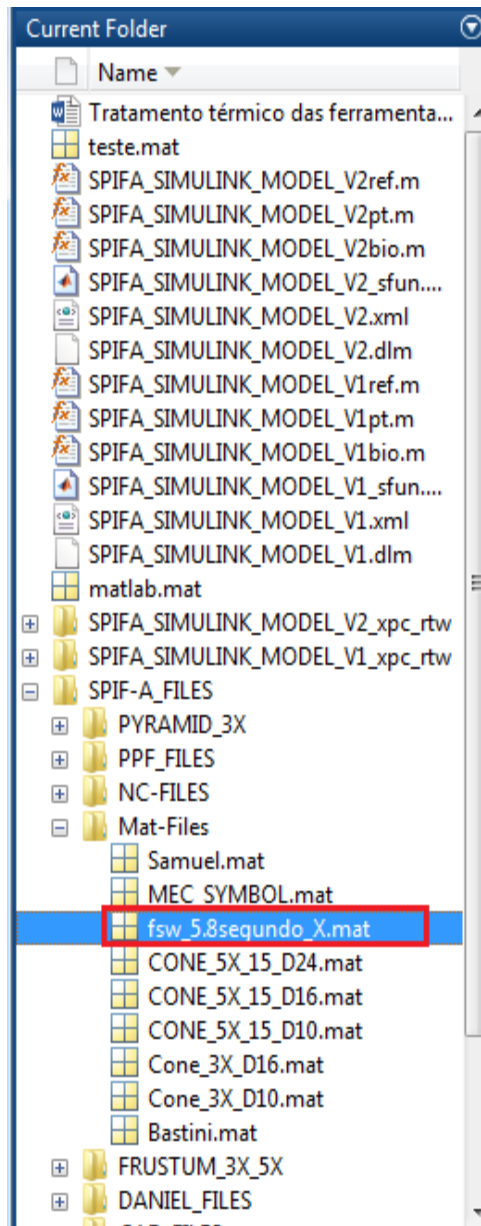 Current Folder
Name
Tratamento térmico das ferramenta...
teste.mat
SPIFA_SIMULINK_MODEL_V2ref.m
SPIFA_SIMULINK_MODEL_V2pt.m
SPIFA_SIMULINK_MODEL_V2bio.m
SPIFA_SIMULINK_MODEL_V2_sfun....
SPIFA_SIMULINK_MODEL_V2.xml
SPIFA_SIMULINK_MODEL_V2.dlm
SPIFA_SIMULINK_MODEL_V1ref.m
SPIFA_SIMULINK_MODEL_V1pt.m
SPIFA_SIMULINK_MODEL_V1bio.m
SPIFA_SIMULINK_MODEL_V1_sfun....
SPIFA_SIMULINK_MODEL_V1.xml
SPIFA_SIMULINK_MODEL_V1.dlm
matlab.mat
SPIFA_SIMULINK_MODEL_V2_xpc_rtw
SPIFA_SIMULINK_MODEL_V1_xpc_rtw
SPIF-A_FILES
PYRAMID_3X
PPF_FILES
NC-FILES
Mat-Files
Samuel.mat
MEC_SYMBOL.mat
fsw_5.8segundo_X.mat
CONE_5X_15_D24.mat
CONE_5X_15_D16.mat
CONE_5X_15_D10.mat
Cone_3X_D16.mat
Cone_3X_D10.mat
Bastini.mat
FRUSTUM_3X_5X
DANIEL_FILES